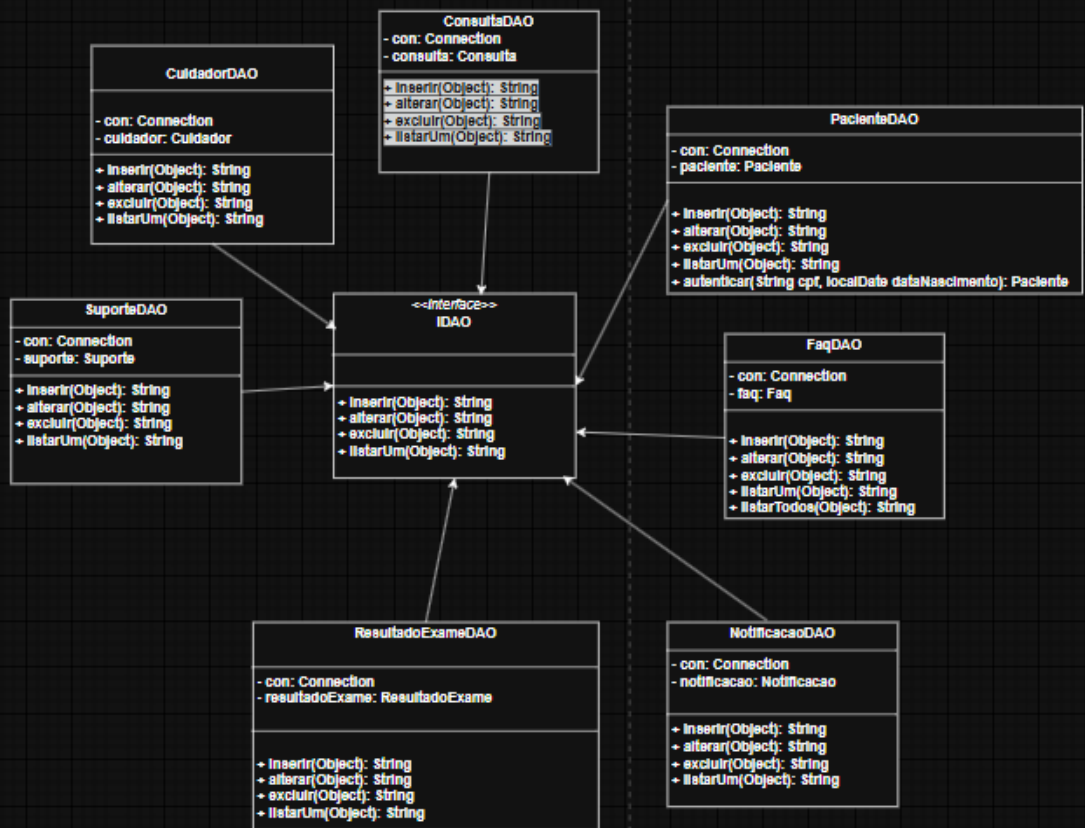 ConsultaDAO
- con: Connection
- consulta: Consulta
+ inserir(Object): String
+ alterar(Object): String
+ excluir(Object): String
+ listarUm(Object): String
CuidadorDAO
- con: Connection
- cuidador: Cuidador
+ inserir(Object): String
+ alterar(Object): String
+ excluir(Object): String
+ listarUm(Object): String
PacienteDAO
- con: Connection
- paciente: Paciente
+ inserir(Object): String
+ alterar(Object): String
+ excluir(Object): String
+ listarUm(Object): String
+ autenticar(String cpf, localDate dataNascimento): Paciente
SuporteDAO
- con: Connection
- suporte: Suporte
+ inserir(Object): String
+ alterar(Object): String
+ excluir(Object): String
+ listarUm(Object): String
<<Interface>>
IDAO
+ inserir(Object): String
+ alterar(Object): String
+ excluir(Object): String
+ listarUm(Object): String
FaqDAO
- con: Connection
- faq: Faq
+ inserir(Object): String
+ alterar(Object): String
+ excluir(Object): String
+ listarUm(Object): String
+ listarTodos(Object): String
ResultadoExameDAO
- con: Connection
- resultadoExame: ResultadoExame
+ inserir(Object): String
+ alterar(Object): String
+ excluir(Object): String
+ listarUm(Object): String
NotificacaoDAO
- con: Connection
- notificacao: Notificacao
+ inserir(Object): String
+ alterar(Object): String
+ excluir(Object): String
+ listarUm(Object): String